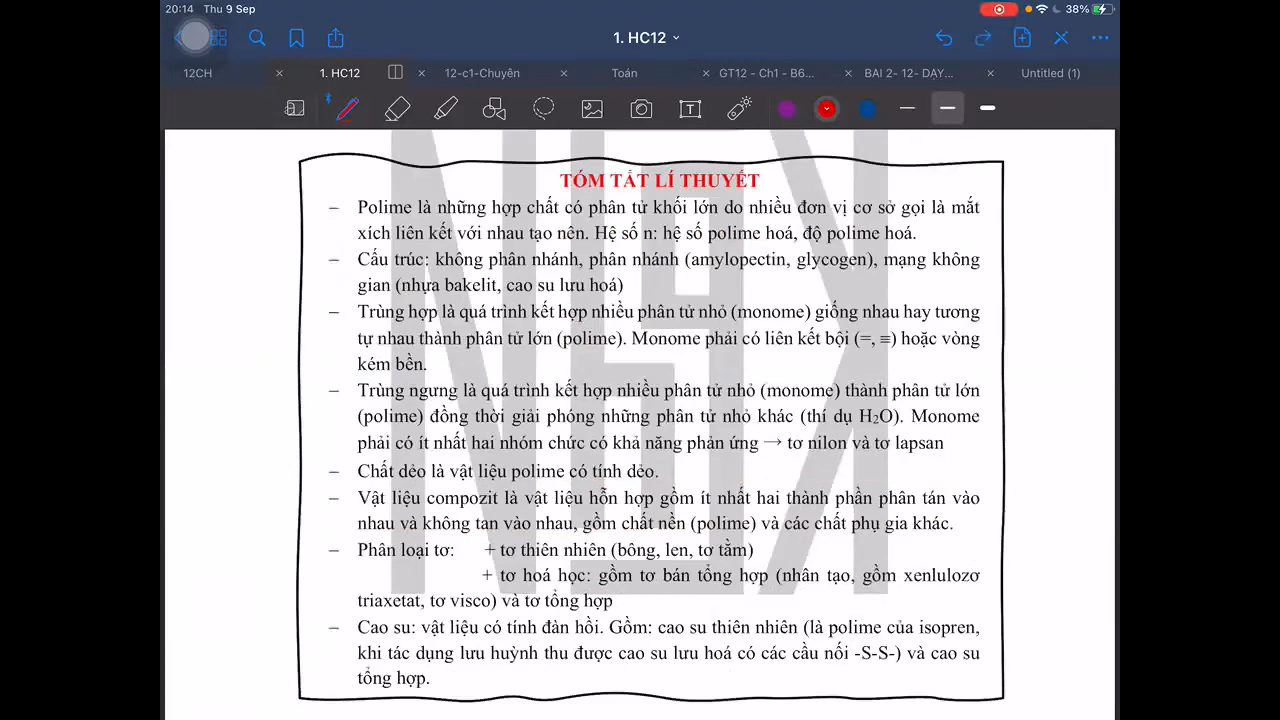 20:14 Thu 9 Sep
38%
1. HC12
12CH
1. HC12
12-c1-Chuyên
Toán
GT12 - Ch1 - B6...
BAI 2- 12- DAY...
Untitled (1)
TÓM TẮT LÍ THUYẾT
– Polime là những hợp chất có phân tử khối lớn do nhiều đơn vị cơ sở gọi là mắt
xích liên kết với nhau tạo nên. Hệ số n: hệ số polime hoá, độ polime hoá.
– Cấu trúc: không phân nhánh, phân nhánh (amylopectin, glycogen), mạng không
gian (nhựa bakelit, cao su lưu hoá)
– Trùng hợp là quá trình kết hợp nhiều phân tử nhỏ (monome) giống nhau hay tương
tự nhau thành phân tử lớn (polime). Monome phải có liên kết bội (=, ≡) hoặc vòng
kém bền.
– Trùng ngưng là quá trình kết hợp nhiều phân tử nhỏ (monome) thành phân tử lớn
(polime) đồng thời giải phóng những phân tử nhỏ khác (thí dụ H₂O). Monome
phải có ít nhất hai nhóm chức có khả năng phản ứng → tơ nilon và tơ lapsan
– Chất dẻo là vật liệu polime có tính dẻo.
– Vật liệu compozit là vật liệu hỗn hợp gồm ít nhất hai thành phần phân tán vào
nhau và không tan vào nhau, gồm chất nền (polime) và các chất phụ gia khác.
– Phân loại tơ: + tơ thiên nhiên (bông, len, tơ tằm)
+ tơ hoá học: gồm tơ bán tổng hợp (nhân tạo, gồm xenlulozơ
triaxetat, tơ visco) và tơ tổng hợp
– Cao su: vật liệu có tính đàn hồi. Gồm: cao su thiên nhiên (là polime của isopren,
khi tác dụng lưu huỳnh thu được cao su lưu hoá có các cầu nối -S-S-) và cao su
tổng hợp.